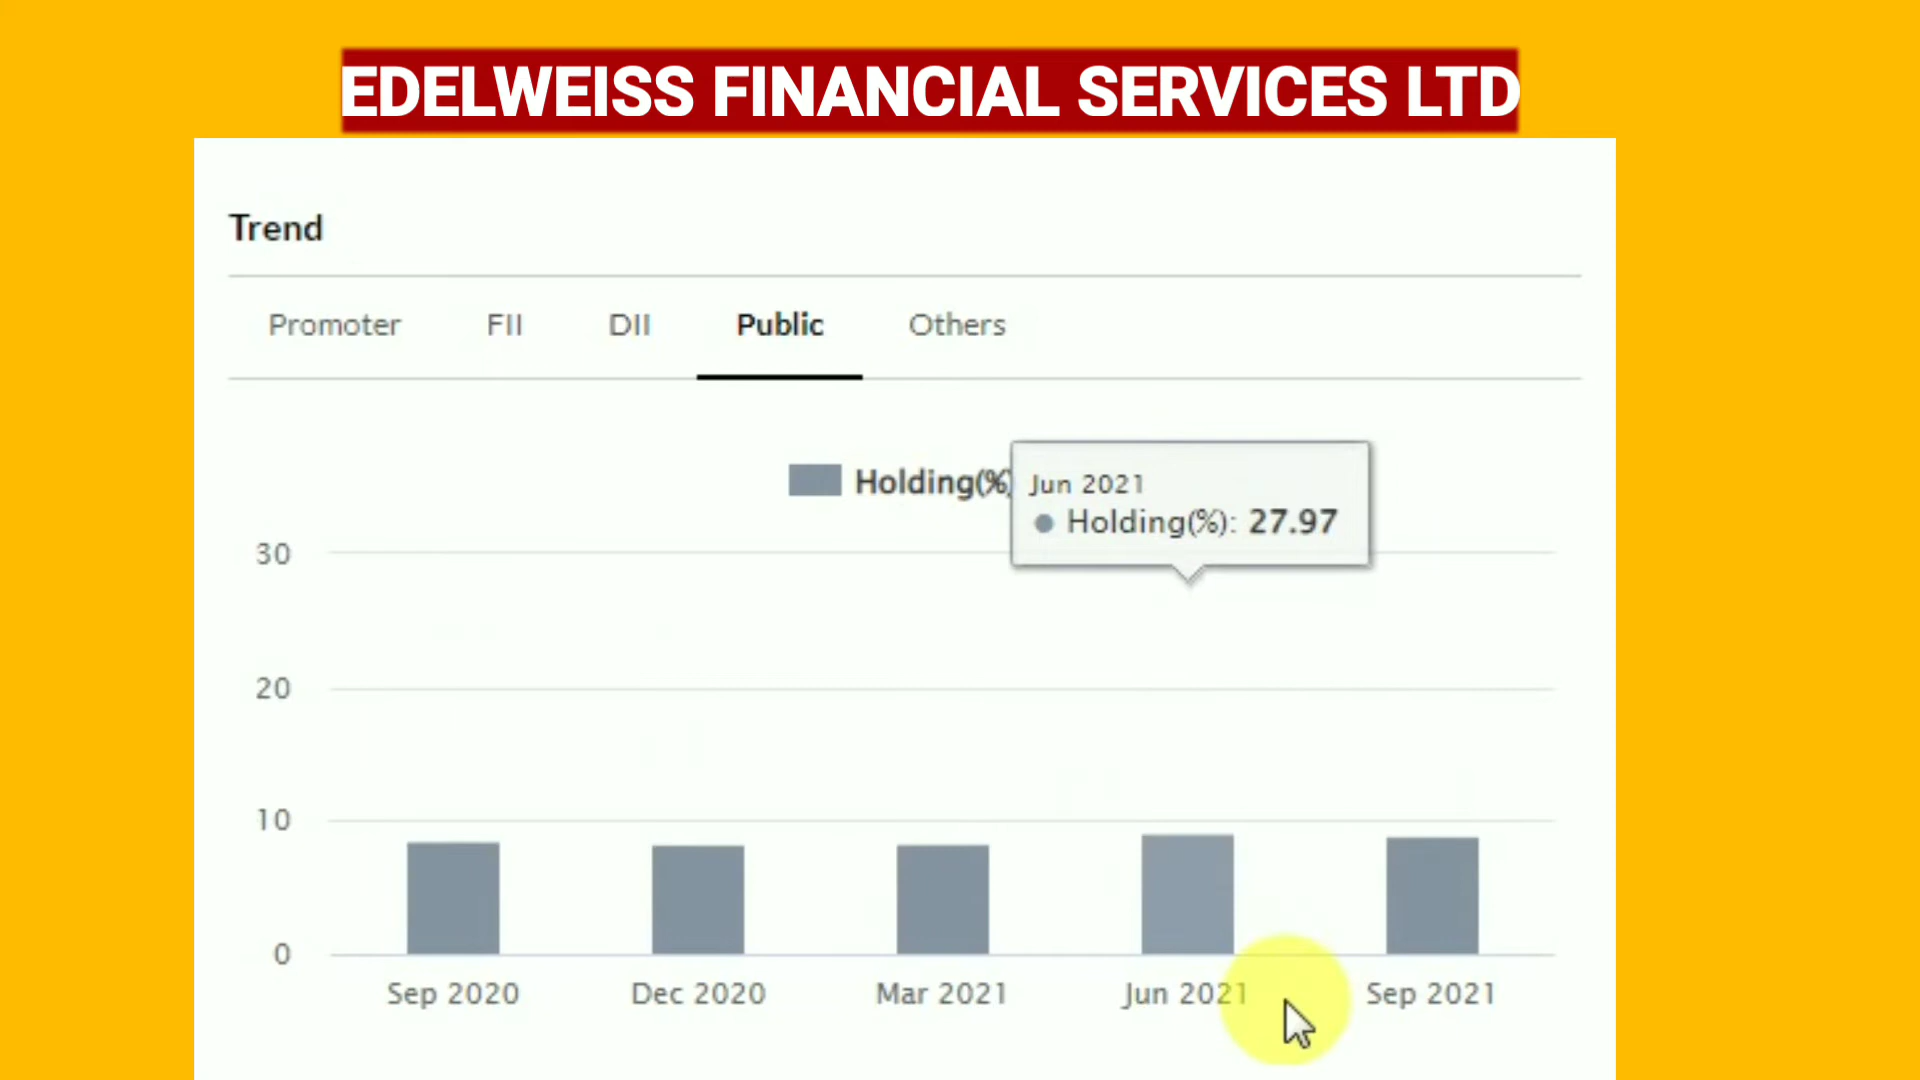 EDELWEISS FINANCIAL SERVICES LTD
Trend
Promoter FII DII Public Others
Holding(%)
Jun 2021
Holding(%): 27.97
30
20
10
0
Sep 2020 Dec 2020 Mar 2021 Jun 2021 Sep 2021